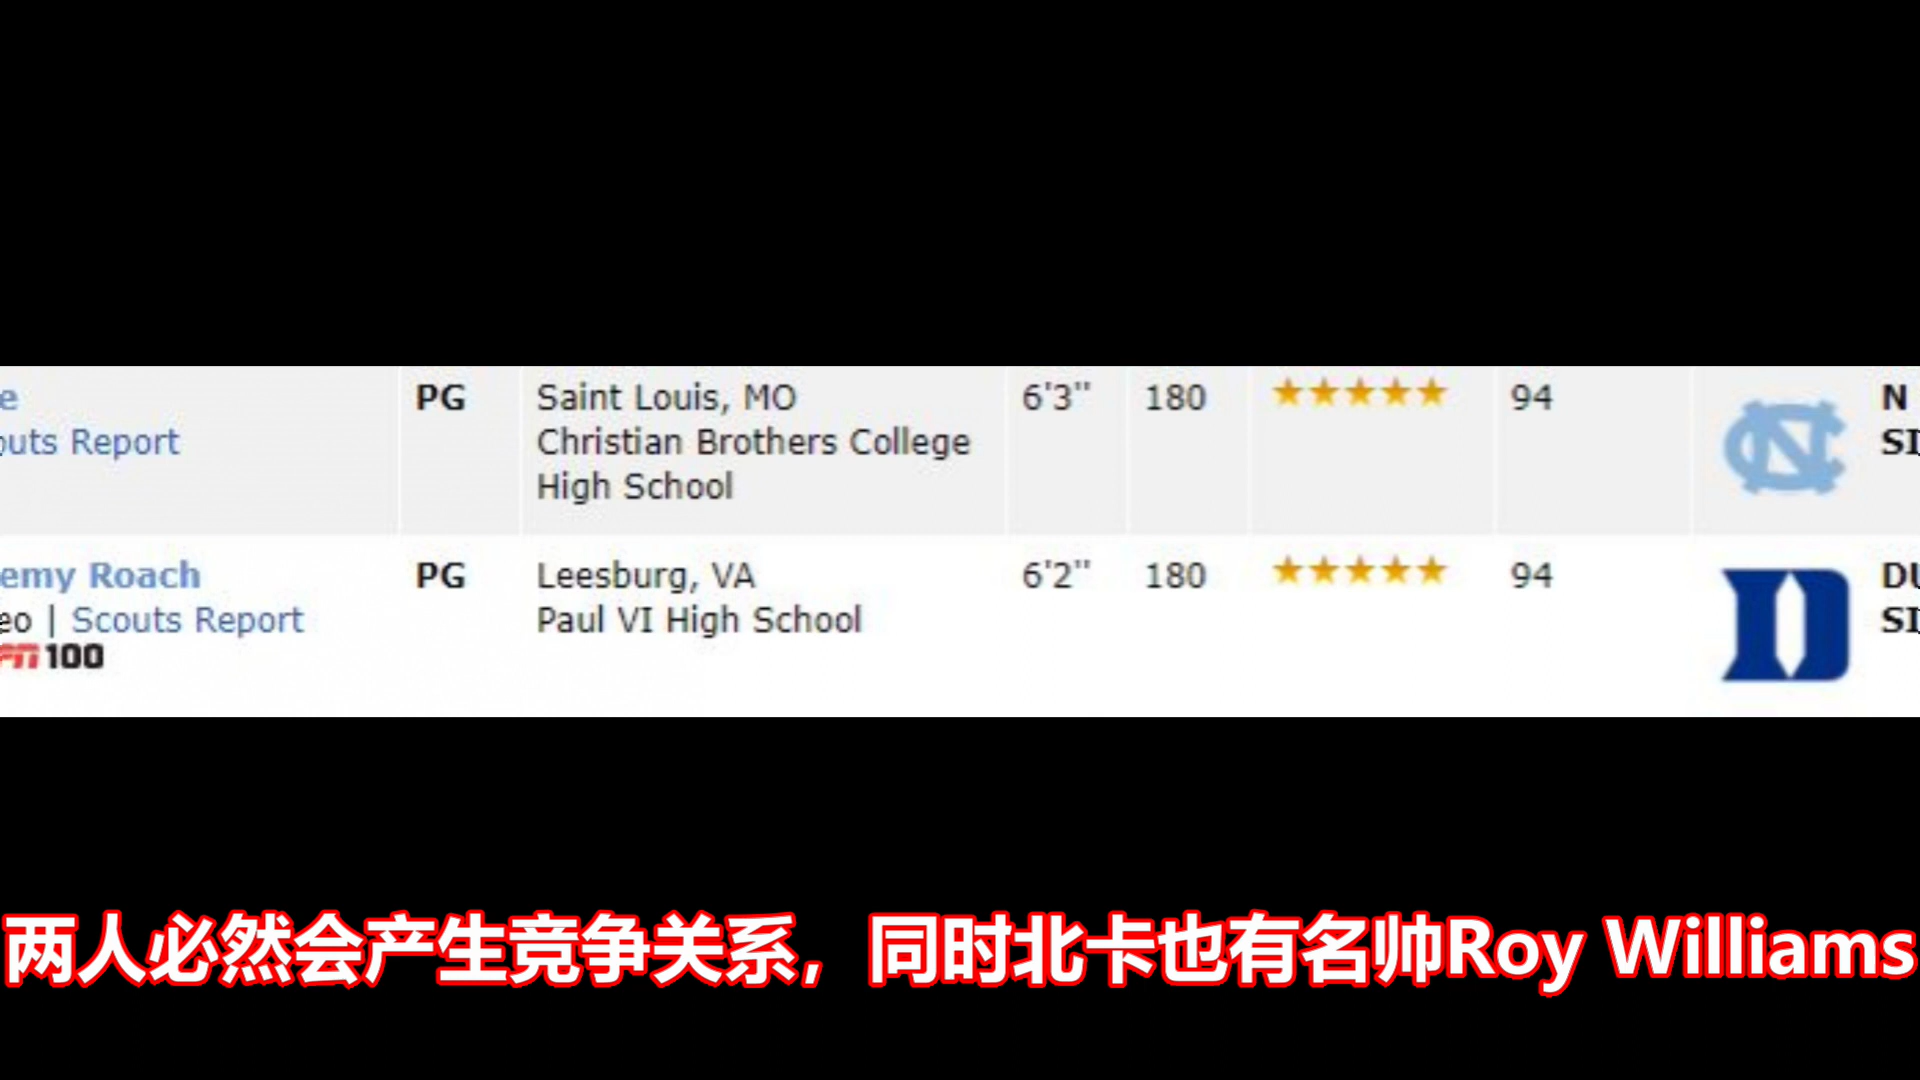 e PG Saint Louis, MO 6'3" 180 94 N
outs Report Christian Brothers College SI
High School
emy Roach PG Leesburg, VA 6'2" 180 94 DU
eo | Scouts Report Paul VI High School SI
100
两人必然会产生竞争关系，同时北卡也有名帅Roy Williams